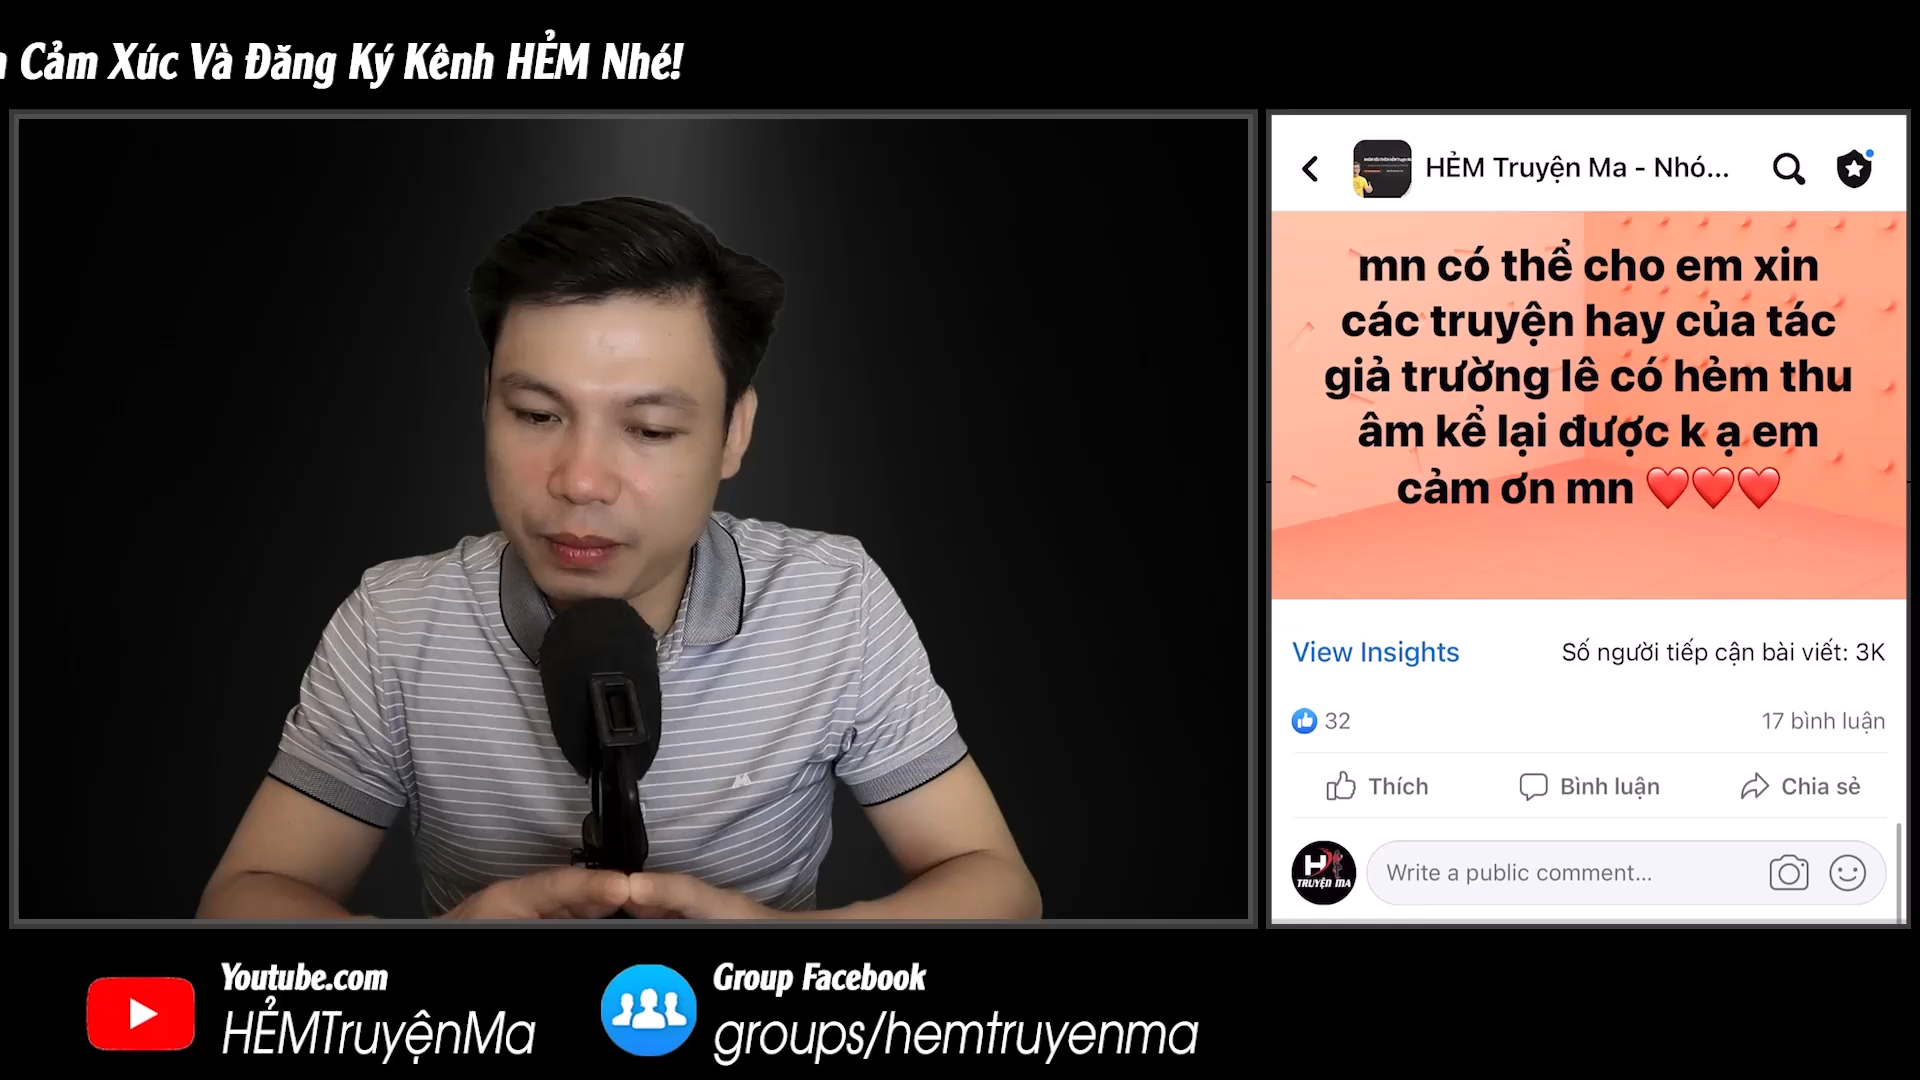 Cảm Xúc Và Đăng Ký Kênh HẺM Nhé!
HẺM Truyện Ma - Nhó...
mn có thể cho em xin
các truyện hay của tác
giả trường lê có hẻm thu
âm kể lại được k ạ em
cảm ơn mn ❤️❤️❤️
View Insights
Số người tiếp cận bài viết: 3K
32
17 bình luận
Thích
Bình luận
Chia sẻ
H
TRUYỆN MA
Write a public comment...
Youtube.com
HẺMTruyệnMa
Group Facebook
groups/hemtruyenma